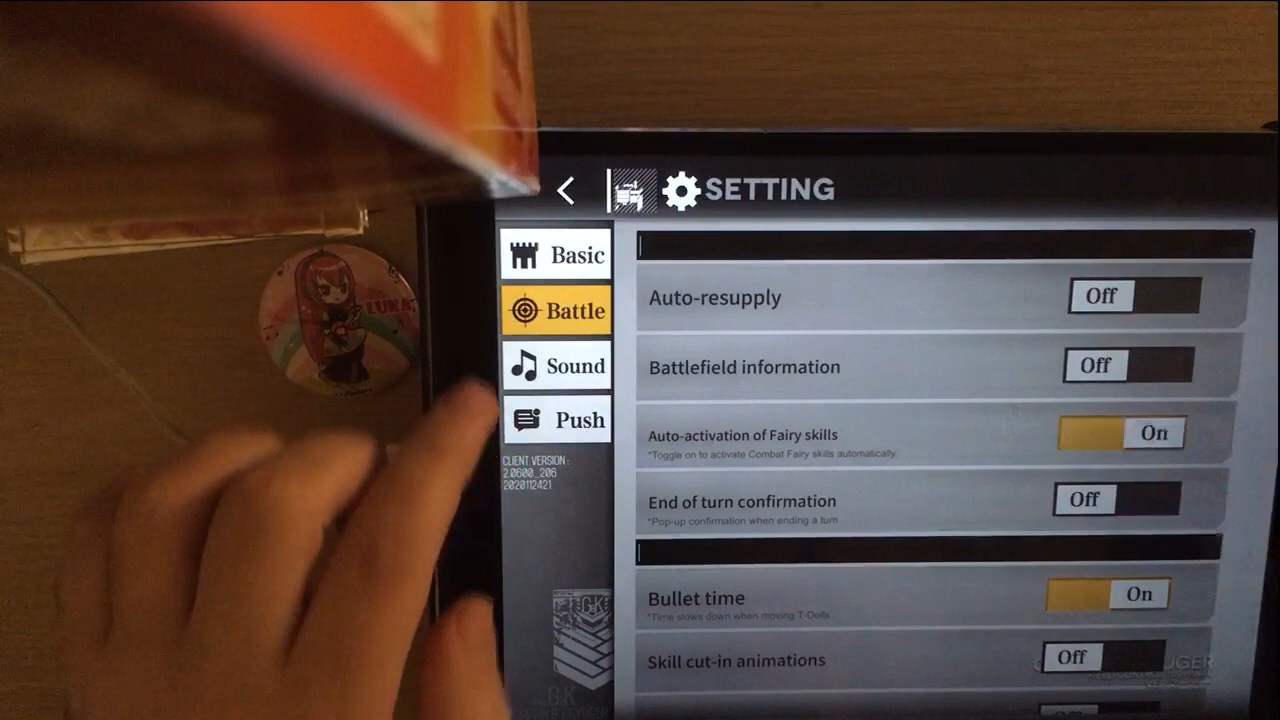 SETTING
Basic
Battle
Sound
Push
CLIENT VERSION :
2.0600_206
2020112421
LUKA
Auto-resupply
Off
Battlefield information
Off
Auto-activation of Fairy skills
*Toggle on to activate Combat Fairy skills automatically.
On
End of turn confirmation
*Pop-up confirmation when ending a turn
Off
Bullet time
*Time slows down when moving T-Dolls
On
Skill cut-in animations
Off
G&K
G.K